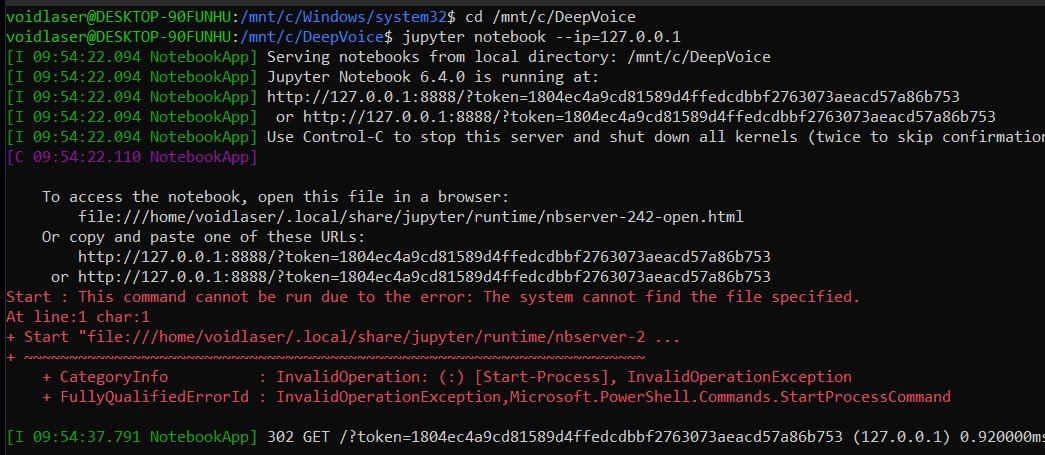 voidlaser@DESKTOP-90FUNHU:/mnt/c/Windows/system32$ cd /mnt/c/DeepVoice
voidlaser@DESKTOP-90FUNHU:/mnt/c/DeepVoice$ jupyter notebook --ip=127.0.0.1
[I 09:54:22.094 NotebookApp] Serving notebooks from local directory: /mnt/c/DeepVoice
[I 09:54:22.094 NotebookApp] Jupyter Notebook 6.4.0 is running at:
[I 09:54:22.094 NotebookApp] http://127.0.0.1:8888/?token=1804ec4a9cd81589d4ffedcdbbf2763073aeacd57a86b753
[I 09:54:22.094 NotebookApp]  or http://127.0.0.1:8888/?token=1804ec4a9cd81589d4ffedcdbbf2763073aeacd57a86b753
[I 09:54:22.094 NotebookApp] Use Control-C to stop this server and shut down all kernels (twice to skip confirmation
[C 09:54:22.110 NotebookApp]
    To access the notebook, open this file in a browser:
        file:///home/voidlaser/.local/share/jupyter/runtime/nbserver-242-open.html
    Or copy and paste one of these URLs:
        http://127.0.0.1:8888/?token=1804ec4a9cd81589d4ffedcdbbf2763073aeacd57a86b753
     or http://127.0.0.1:8888/?token=1804ec4a9cd81589d4ffedcdbbf2763073aeacd57a86b753
Start : This command cannot be run due to the error: The system cannot find the file specified.
At line:1 char:1
+ Start "file:///home/voidlaser/.local/share/jupyter/runtime/nbserver-2 ...
+ ~~~~~~~~~~~~~~~~~~~~~~~~~~~~~~~~~~~~~~~~~~~~~~~~~~~~~~~~~~~~~~~~~~~~~
    + CategoryInfo          : InvalidOperation: (:) [Start-Process], InvalidOperationException
    + FullyQualifiedErrorId : InvalidOperationException,Microsoft.PowerShell.Commands.StartProcessCommand
[I 09:54:37.791 NotebookApp] 302 GET /?token=1804ec4a9cd81589d4ffedcdbbf2763073aeacd57a86b753 (127.0.0.1) 0.920000ms